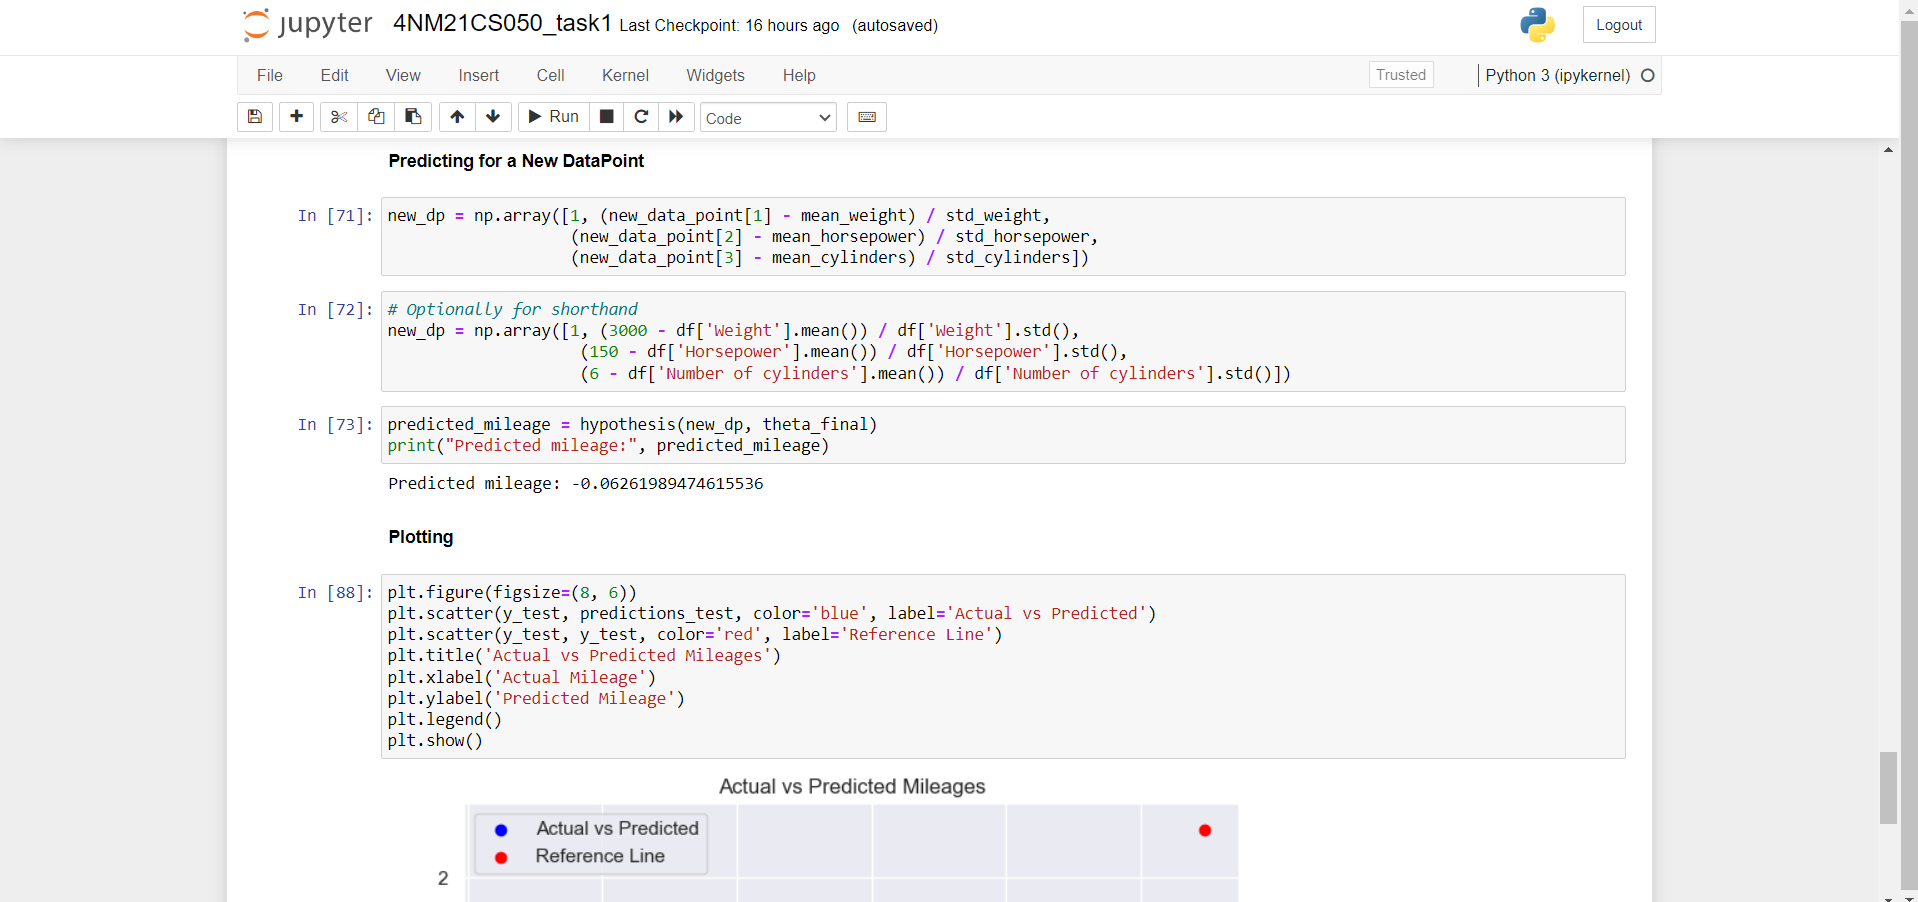 jupyter 4NM21CS050_task1 Last Checkpoint: 16 hours ago (autosaved)
Logout
File Edit View Insert Cell Kernel Widgets Help
Trusted
Python 3 (ipykernel)
Run
Code
Predicting for a New DataPoint
In [71]:
new_dp = np.array([1, (new_data_point[1] - mean_weight) / std_weight,
(new_data_point[2] - mean_horsepower) / std_horsepower,
(new_data_point[3] - mean_cylinders) / std_cylinders])
In [72]:
# Optionally for shorthand
new_dp = np.array([1, (3000 - df['Weight'].mean()) / df['Weight'].std(),
(150 - df['Horsepower'].mean()) / df['Horsepower'].std(),
(6 - df['Number of cylinders'].mean()) / df['Number of cylinders'].std()])
In [73]:
predicted_mileage = hypothesis(new_dp, theta_final)
print("Predicted mileage:", predicted_mileage)
Predicted mileage: -0.06261989474615536
Plotting
In [88]:
plt.figure(figsize=(8, 6))
plt.scatter(y_test, predictions_test, color='blue', label='Actual vs Predicted')
plt.scatter(y_test, y_test, color='red', label='Reference Line')
plt.title('Actual vs Predicted Mileages')
plt.xlabel('Actual Mileage')
plt.ylabel('Predicted Mileage')
plt.legend()
plt.show()
Actual vs Predicted Mileages
Actual vs Predicted
Reference Line
2